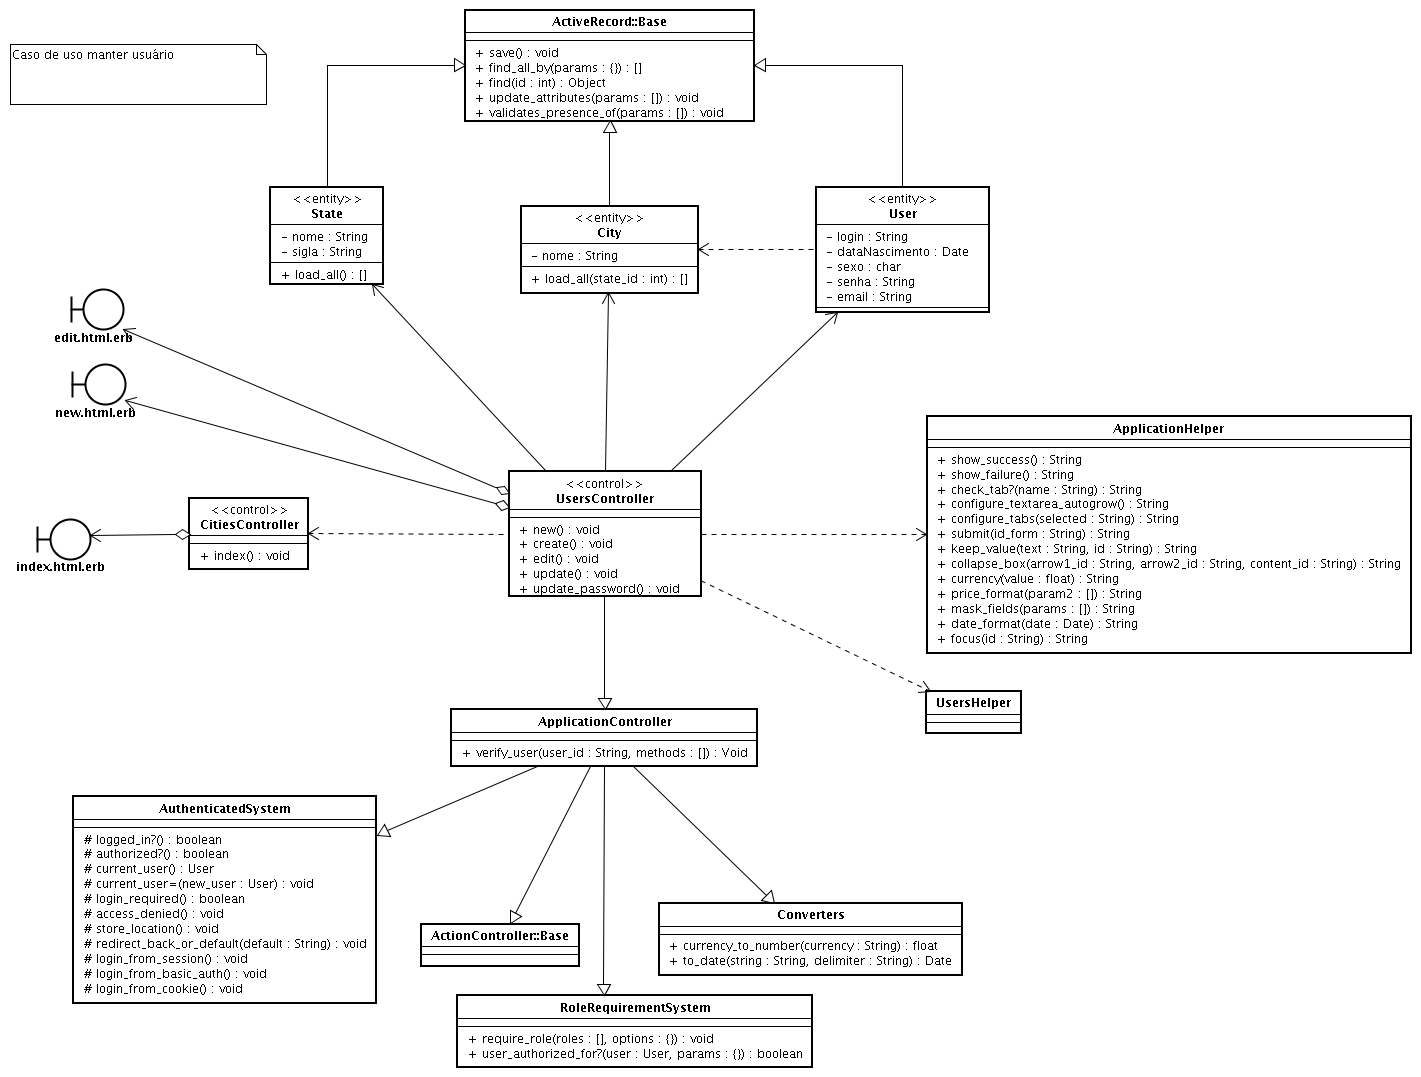 ActiveRecord::Base
+ save() : void
+ find_all_by(params : {}) : []
+ find(id : int) : Object
+ update_attributes(params : []) : void
+ validates_presence_of(params : []) : void
Caso de uso manter usuário
<<entity>>
State
- nome : String
- sigla : String
+ load_all() : []
<<entity>>
City
- nome : String
+ load_all(state_id : int) : []
<<entity>>
User
- login : String
- dataNascimento : Date
- sexo : char
- senha : String
- email : String
edit.html.erb
new.html.erb
index.html.erb
<<control>>
CitiesController
+ index() : void
<<control>>
UsersController
+ new() : void
+ create() : void
+ edit() : void
+ update() : void
+ update_password() : void
ApplicationHelper
+ show_success() : String
+ show_failure() : String
+ check_tab?(name : String) : String
+ configure_textarea_autogrow() : String
+ configure_tabs(selected : String) : String
+ submit(id_form : String) : String
+ keep_value(text : String, id : String) : String
+ collapse_box(arrow1_id : String, arrow2_id : String, content_id : String) : String
+ currency(value : float) : String
+ price_format(param2 : []) : String
+ mask_fields(params : []) : String
+ date_format(date : Date) : String
+ focus(id : String) : String
UsersHelper
ApplicationController
+ verify_user(user_id : String, methods : []) : Void
AuthenticatedSystem
# logged_in?() : boolean
# authorized?() : boolean
# current_user() : User
# current_user=(new_user : User) : void
# login_required() : boolean
# access_denied() : void
# store_location() : void
# redirect_back_or_default(default : String) : void
# login_from_session() : void
# login_from_basic_auth() : void
# login_from_cookie() : void
ActionController::Base
Converters
+ currency_to_number(currency : String) : float
+ to_date(string : String, delimiter : String) : Date
RoleRequirementSystem
+ require_role(roles : [], options : {}) : void
+ user_authorized_for?(user : User, params : {}) : boolean